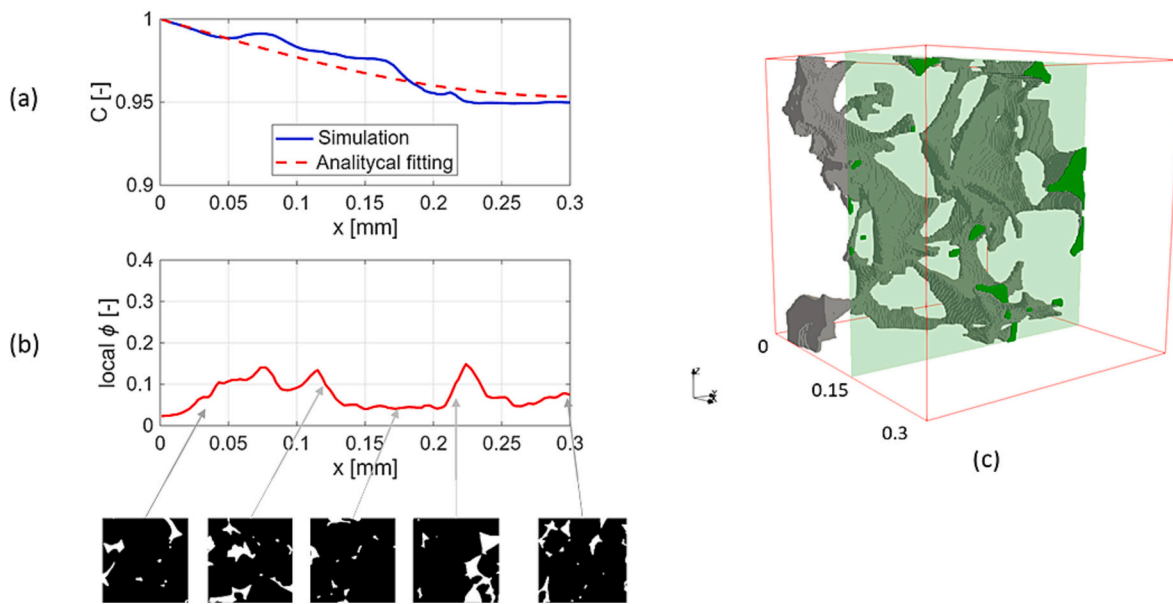 (a)
C [-]
1
0.95
0.9
Simulation
Analitycal fitting
0 0.05 0.1 0.15 0.2 0.25 0.3
x [mm]
(b)
local ϕ [-]
0.4
0.3
0.2
0.1
0
0 0.05 0.1 0.15 0.2 0.25 0.3
x [mm]
0
0.15
0.3
z
(c)